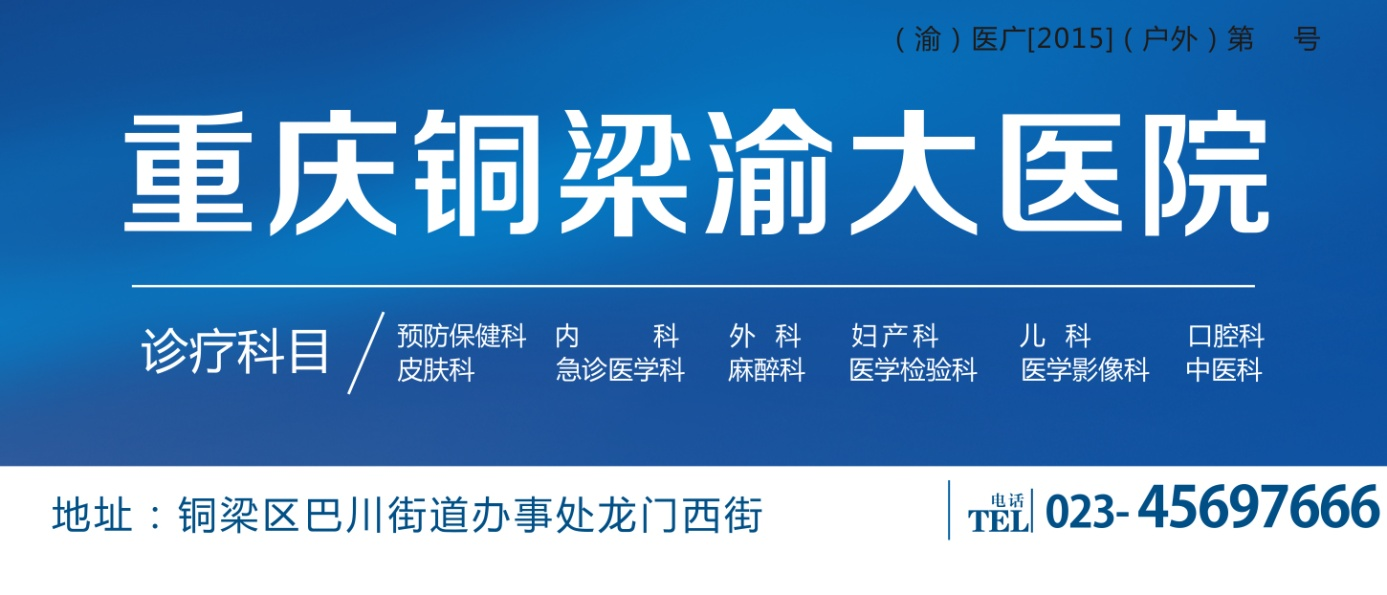 （渝）医广[2015]（户外）第 号
重庆铜梁渝大医院
诊疗科目 / 预防保健科 内 科 外 科 妇产科 儿 科 口腔科
皮肤科 急诊医学科 麻醉科 医学检验科 医学影像科 中医科
地址：铜梁区巴川街道办事处龙门西街
电话
TEL 023-45697666